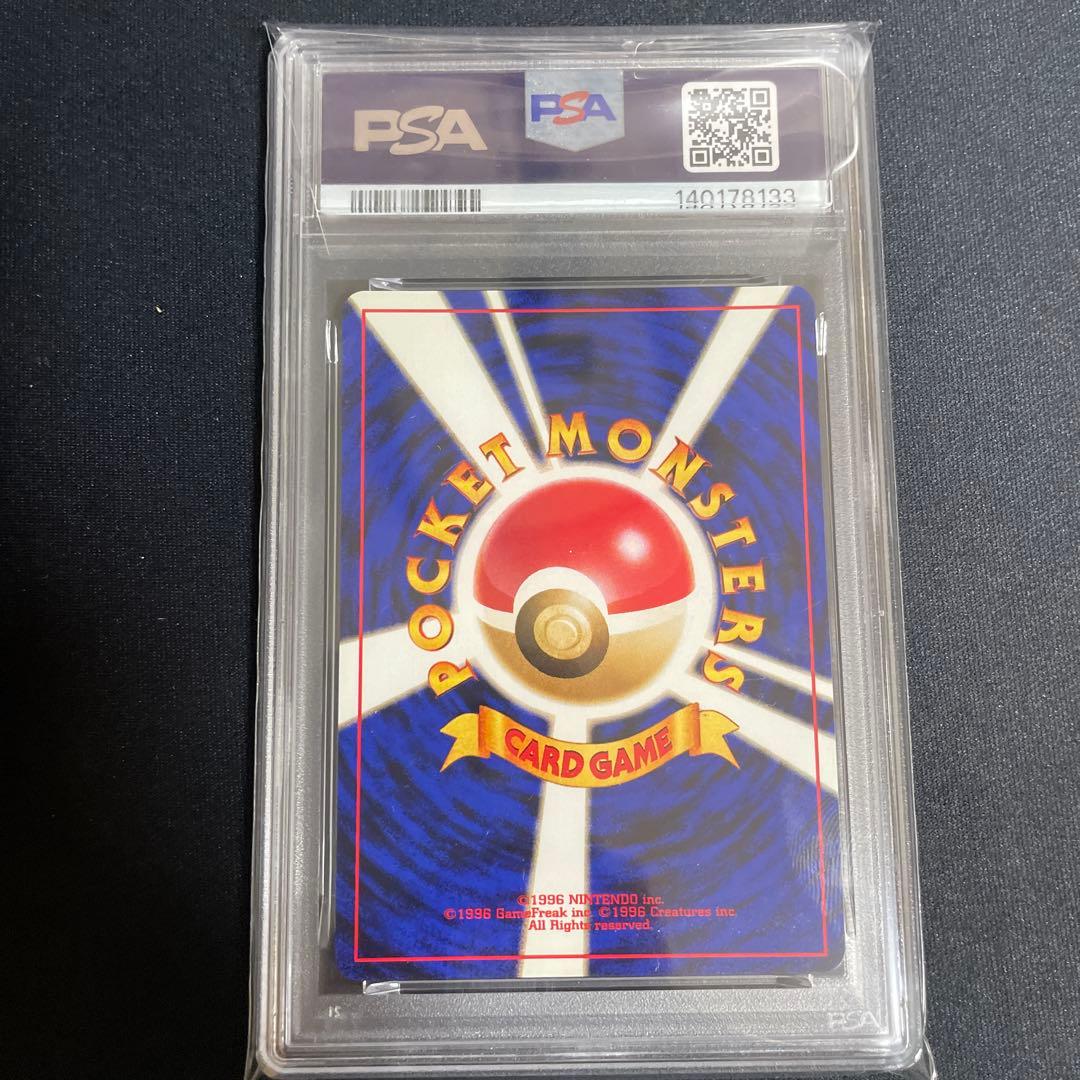 PSA
PSA
140178133
POCKET MONSTERS
CARD GAME
©1996 NINTENDO inc.
©1996 GameFreak inc. ©1996 Creatures inc.
All Rights reserved.
PSA